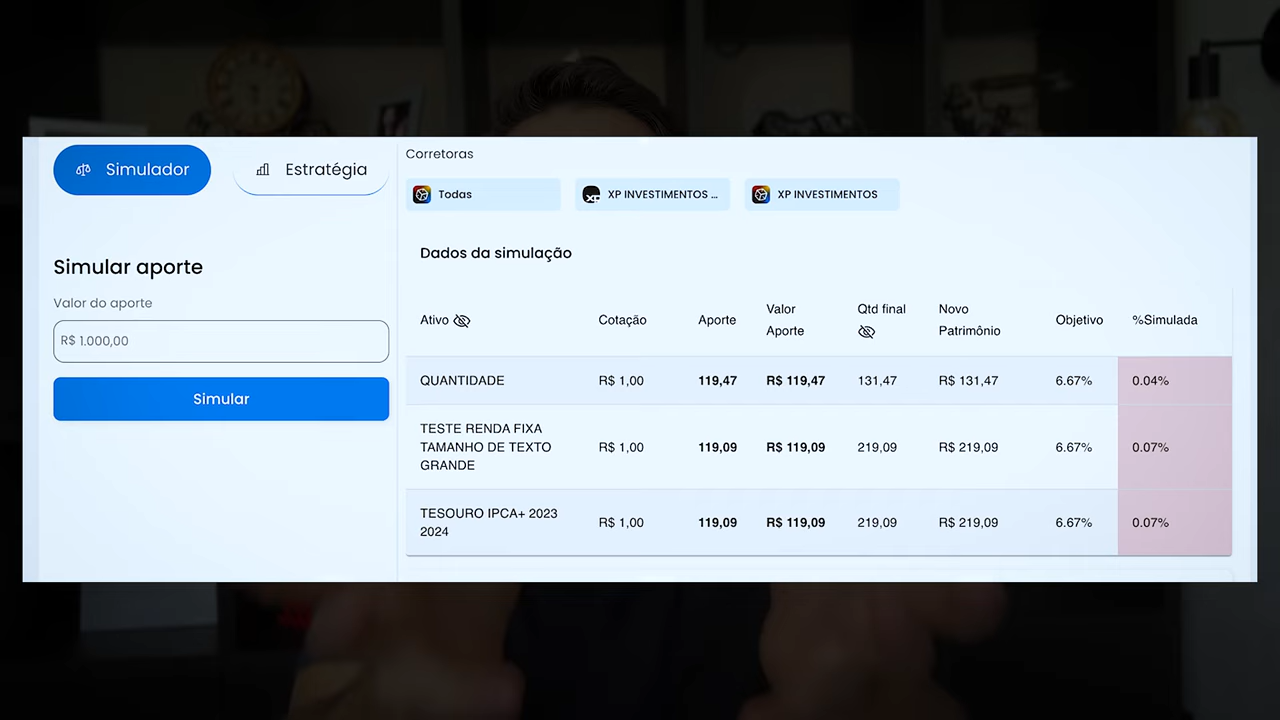 Simulador
Estratégia
Simular aporte
Valor do aporte
R$ 1.000,00
Simular
Corretoras
Todas
XP INVESTIMENTOS ...
XP INVESTIMENTOS
Dados da simulação
Ativo
Cotação
Aporte
Valor
Aporte
Qtd final
Novo
Patrimônio
Objetivo
%Simulada
QUANTIDADE
R$ 1,00
119,47
R$ 119,47
131,47
R$ 131,47
6.67%
0.04%
TESTE RENDA FIXA
TAMANHO DE TEXTO
GRANDE
R$ 1,00
119,09
R$ 119,09
219,09
R$ 219,09
6.67%
0.07%
TESOURO IPCA+ 2023
2024
R$ 1,00
119,09
R$ 119,09
219,09
R$ 219,09
6.67%
0.07%